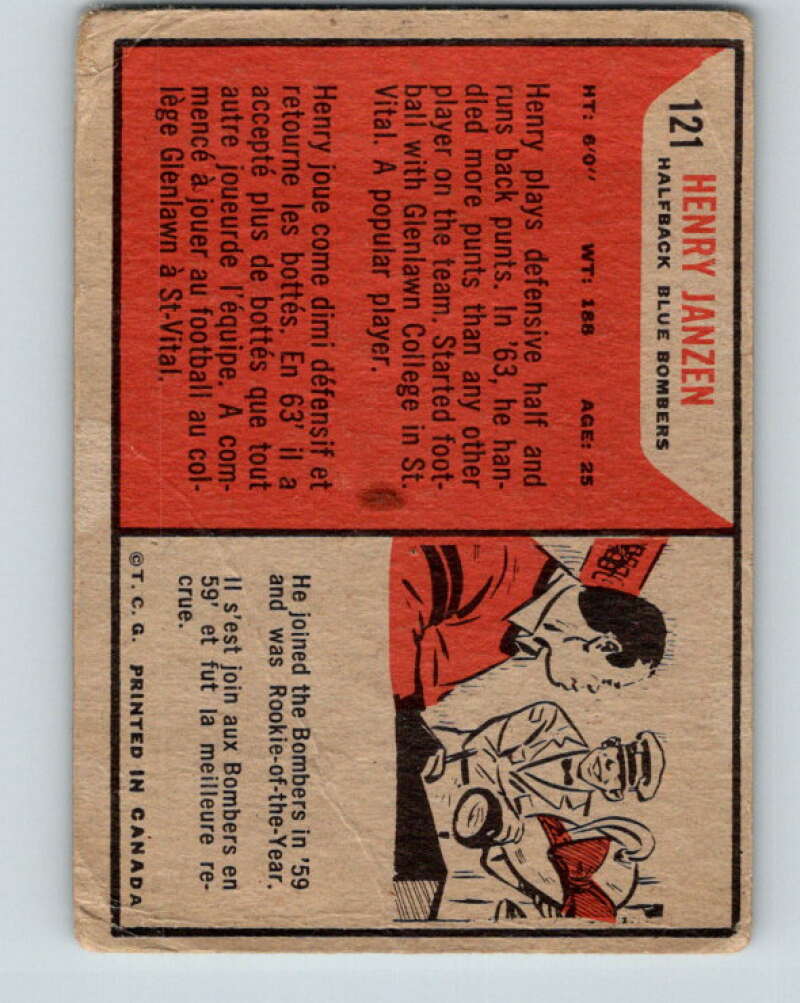 121 HENRY JANZEN
HALFBACK BLUE BOMBERS
HT: 6'0" WT: 188 AGE: 25
Henry plays defensive half and
runs back punts. In '63, he han-
dled more punts than any other
player on the team. Started foot-
ball with Glenlawn College in St.
Vital. A popular player.
Henry joue come dimi défensif et
retourne les bottés. En 63' il a
accepté plus de bottés que tout
autre joueurde l'équipe. A com-
mencé à jouer au football au col-
lège Glenlawn à St-Vital.
He joined the Bombers in '59
and was Rookie-of-the-Year.
Il s'est join aux Bombers en
59' et fut la meilleure re-
crue.
©T.C.G. PRINTED IN CANADA